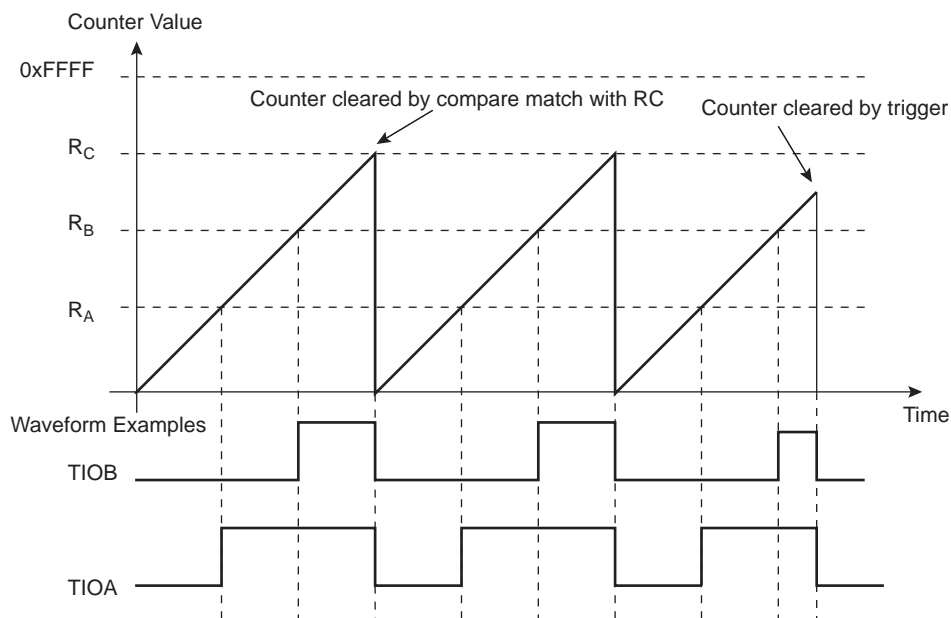 Counter Value
0xFFFF
Counter cleared by compare match with RC
Counter cleared by trigger
RC
RB
RA
Time
Waveform Examples
TIOB
TIOA